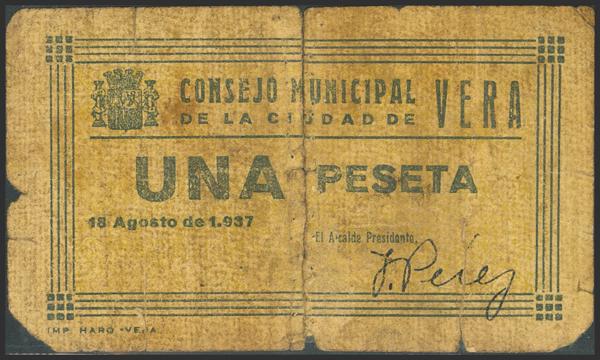 CONSEJO MUNICIPAL
DE LA CIUDAD DE VERA
UNA PESETA
18 Agosto de 1.937
El Alcalde Presidente,
J. Perez
IMP. HARO -VERA